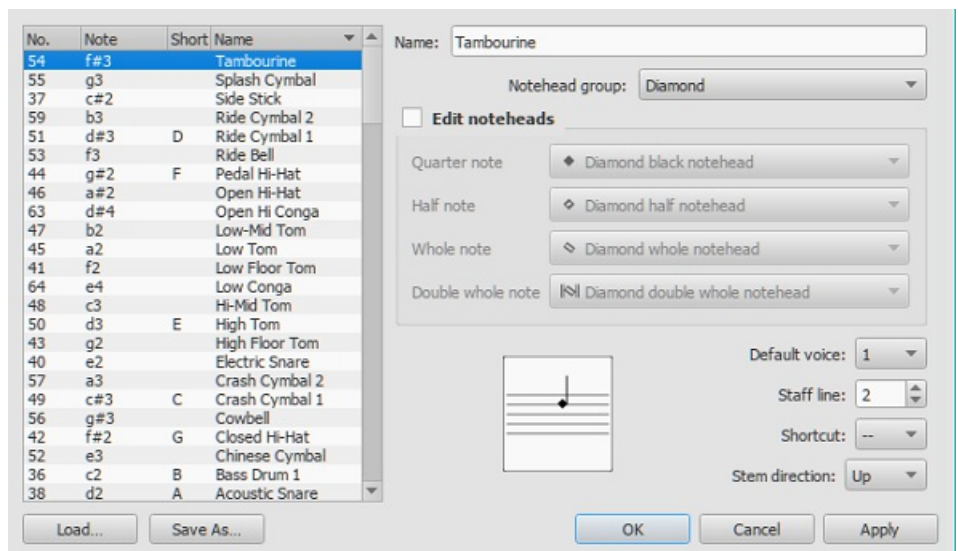 No. Note Short Name
54 f#3 Tambourine
55 g3 Splash Cymbal
37 c#2 Side Stick
59 b3 Ride Cymbal 2
51 d#3 D Ride Cymbal 1
53 f3 Ride Bell
44 g#2 F Pedal Hi-Hat
46 a#2 Open Hi-Hat
63 d#4 Open Hi Conga
47 b2 Low-Mid Tom
45 a2 Low Tom
41 f2 Low Floor Tom
64 e4 Low Conga
48 c3 Hi-Mid Tom
50 d3 E High Tom
43 g2 High Floor Tom
40 e2 Electric Snare
57 a3 Crash Cymbal 2
49 c#3 C Crash Cymbal 1
56 g#3 Cowbell
42 f#2 G Closed Hi-Hat
52 e3 Chinese Cymbal
36 c2 B Bass Drum 1
38 d2 A Acoustic Snare
Load... Save As...
Name: Tambourine
Notehead group: Diamond
Edit noteheads
Quarter note Diamond black notehead
Half note Diamond half notehead
Whole note Diamond whole notehead
Double whole note Diamond double whole notehead
Default voice: 1
Staff line: 2
Shortcut: --
Stem direction: Up
OK Cancel Apply